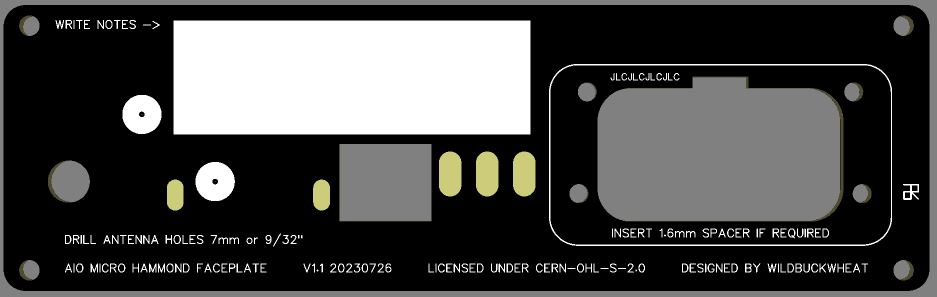 WRITE NOTES ->
JLCJLCJLCJLC
INSERT 1.6mm SPACER IF REQUIRED
DRILL ANTENNA HOLES 7mm or 9/32"
AIO MICRO HAMMOND FACEPLATE V1.1 20230726 LICENSED UNDER CERN-OHL-S-2.0 DESIGNED BY WILDBUCKWHEAT